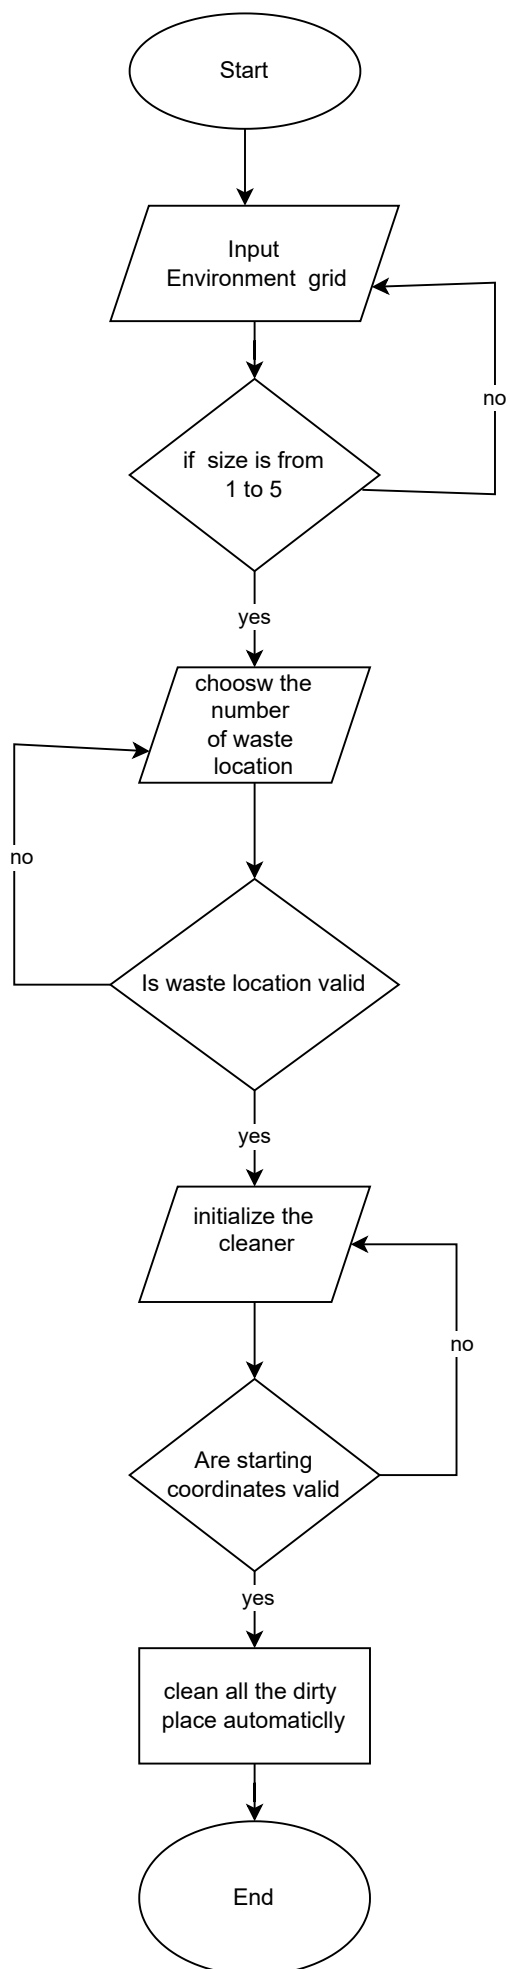 Start
Input
Environment grid
no
if size is from
1 to 5
yes
choosw the
number
of waste
location
no
Is waste location valid
yes
initialize the
cleaner
no
Are starting
coordinates valid
yes
clean all the dirty
place automaticlly
End